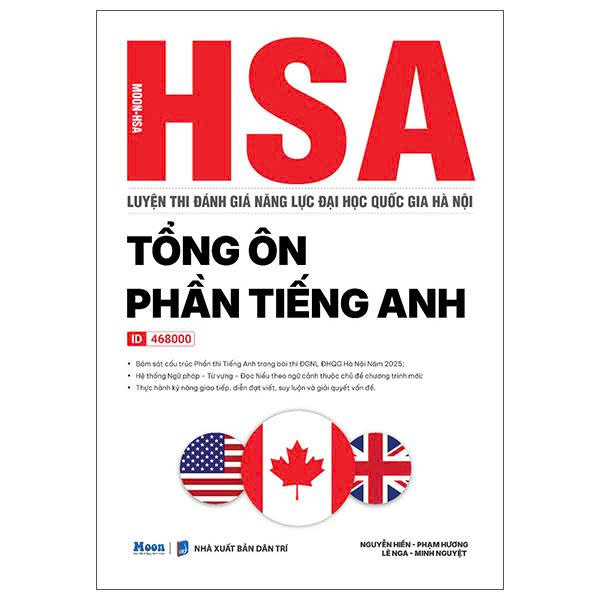 HSA
MOON-HSA
LUYỆN THI ĐÁNH GIÁ NĂNG LỰC ĐẠI HỌC QUỐC GIA HÀ NỘI
TỔNG ÔN
PHẦN TIẾNG ANH
ID 468000
• Bám sát cấu trúc Phần thi Tiếng Anh trong bài thi ĐGNL ĐHQG Hà Nội Năm 2025;
• Hệ thống Ngữ pháp - Từ vựng - Đọc hiểu theo ngữ cảnh thuộc chủ đề chương trình mới;
• Thực hành kỹ năng giao tiếp, diễn đạt viết, suy luận và giải quyết vấn đề.
Moon
NHÀ XUẤT BẢN DÂN TRÍ
NGUYỄN HIỀN - PHẠM HƯƠNG
LÊ NGA - MINH NGUYỆT